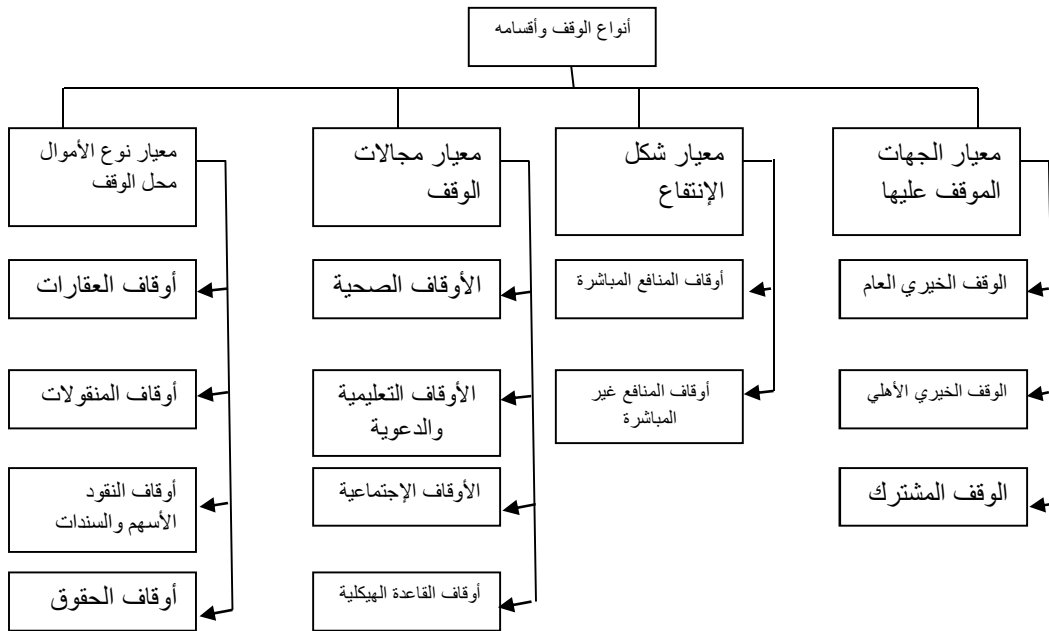 أنواع الوقف وأقسامه
معيار الجهات
الموقف عليها
الوقف الخيري العام
الوقف الخيري الأهلي
الوقف المشترك
معيار شكل
الإنتفاع
أوقاف المنافع المباشرة
أوقاف المنافع غير
المباشرة
معيار مجالات
الوقف
الأوقاف الصحية
الأوقاف التعليمية
والدعوية
الأوقاف الإجتماعية
أوقاف القاعدة الهيكلية
معيار نوع الأموال
محل الوقف
أوقاف العقارات
أوقاف المنقولات
أوقاف النقود
الأسهم والسندات
أوقاف الحقوق